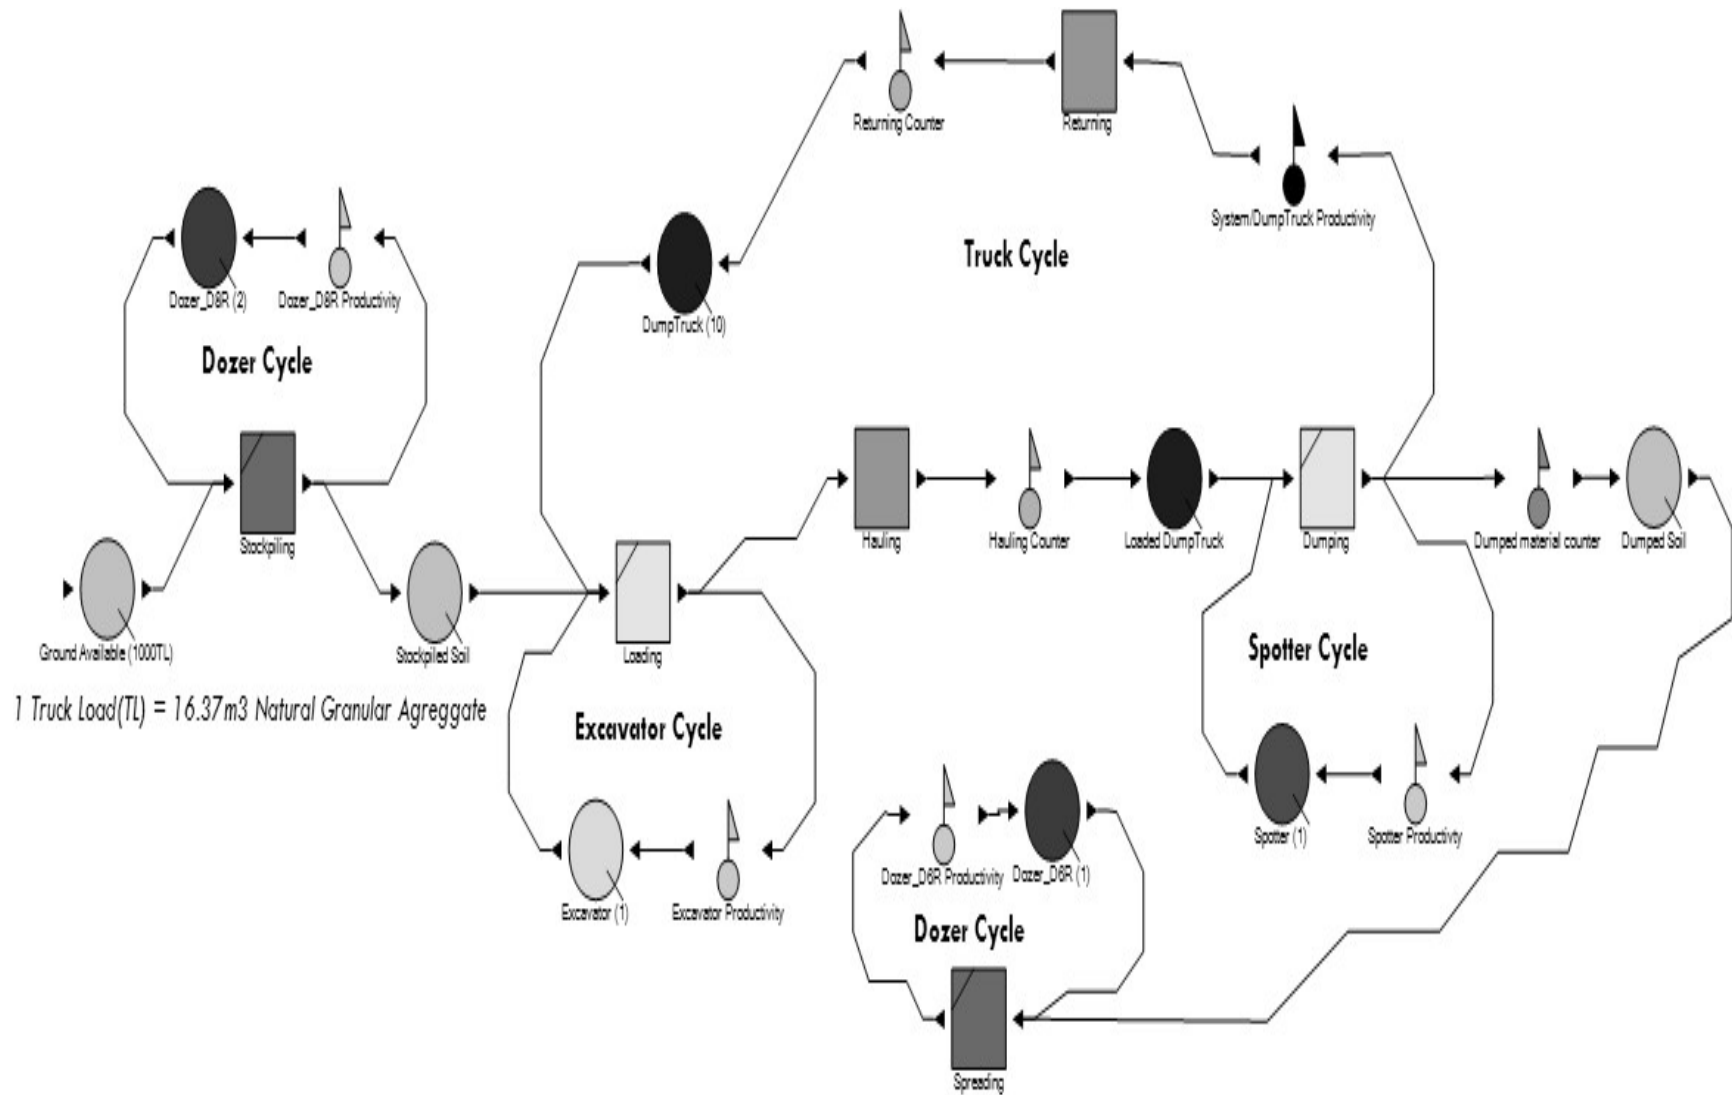 Returning Counter
Returning
System/DumpTruck Productivity
Truck Cycle
Dozer_D8R (2)
Dozer_D8R Productivity
DumpTruck (10)
Dozer Cycle
Stockpiling
Hauling
Hauling Counter
Loaded DumpTruck
Dumping
Dumped material counter
Dumped Soil
Ground Available (1000TL)
Stockpiled Soil
Loading
Spotter Cycle
1 Truck Load(TL) = 16.37m3 Natural Granular Agreggate
Excavator Cycle
Spotter (1)
Spotter Productivity
Dozer_D6R Productivity
Dozer_D6R (1)
Excavator (1)
Excavator Productivity
Dozer Cycle
Spreading